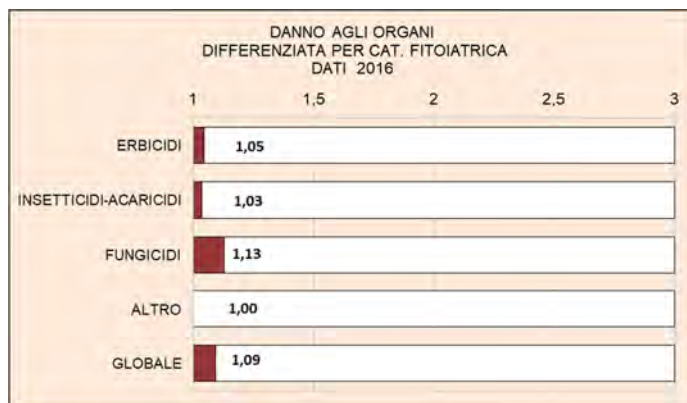 DANNO AGLI ORGANI
DIFFERENZIATA PER CAT. FITOIATRICA
DATI 2016
1 1,5 2 2,5 3
ERBICIDI 1,05
INSETTICIDI-ACARICIDI 1,03
FUNGICIDI 1,13
ALTRO 1,00
GLOBALE 1,09